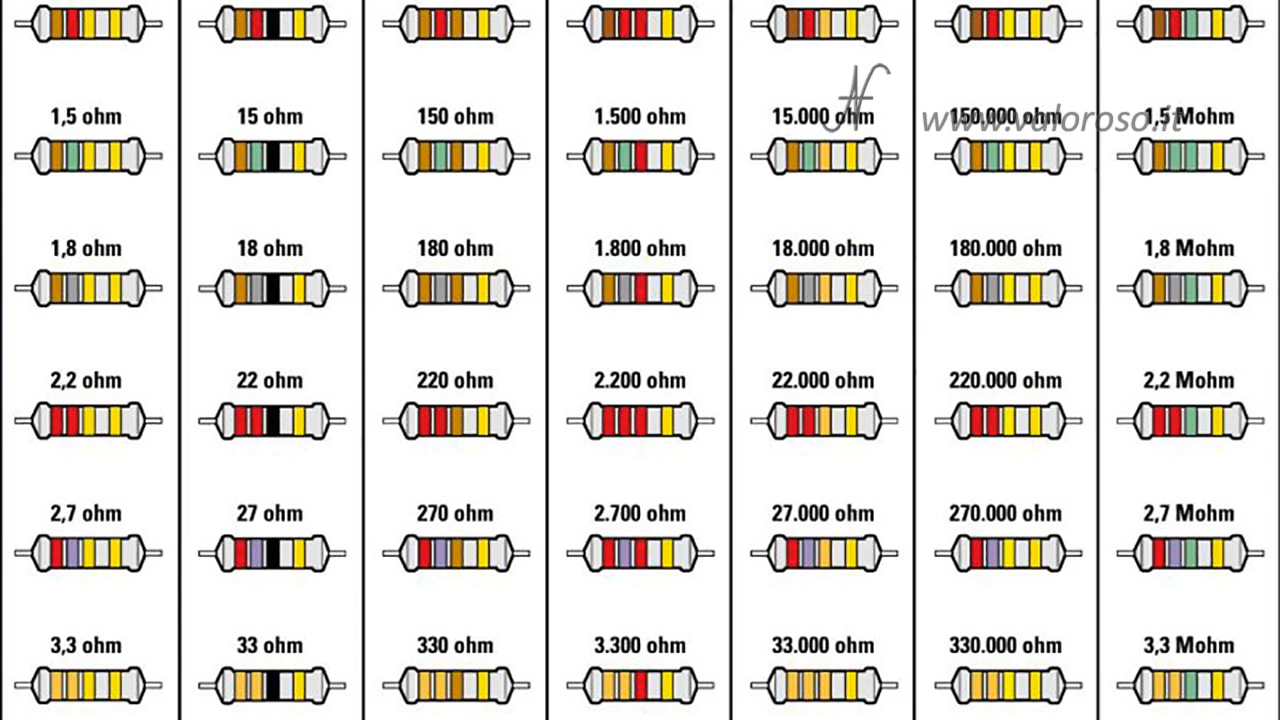 1,5 ohm 15 ohm 150 ohm 1.500 ohm 15.000 ohm 150.000 ohm 1,5 Mohm
www.valoroso.it
1,8 ohm 18 ohm 180 ohm 1.800 ohm 18.000 ohm 180.000 ohm 1,8 Mohm
2,2 ohm 22 ohm 220 ohm 2.200 ohm 22.000 ohm 220.000 ohm 2,2 Mohm
2,7 ohm 27 ohm 270 ohm 2.700 ohm 27.000 ohm 270.000 ohm 2,7 Mohm
3,3 ohm 33 ohm 330 ohm 3.300 ohm 33.000 ohm 330.000 ohm 3,3 Mohm